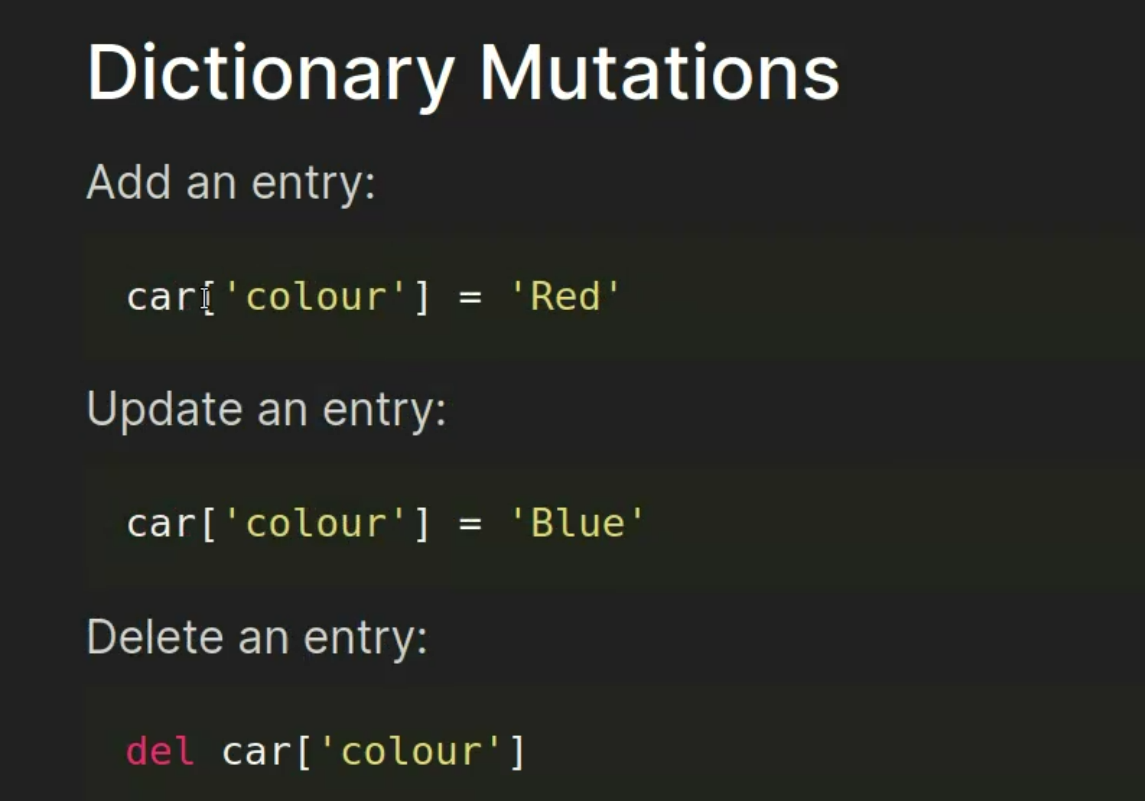 Dictionary Mutations
Add an entry:
car['colour'] = 'Red'
Update an entry:
car['colour'] = 'Blue'
Delete an entry:
del car['colour']